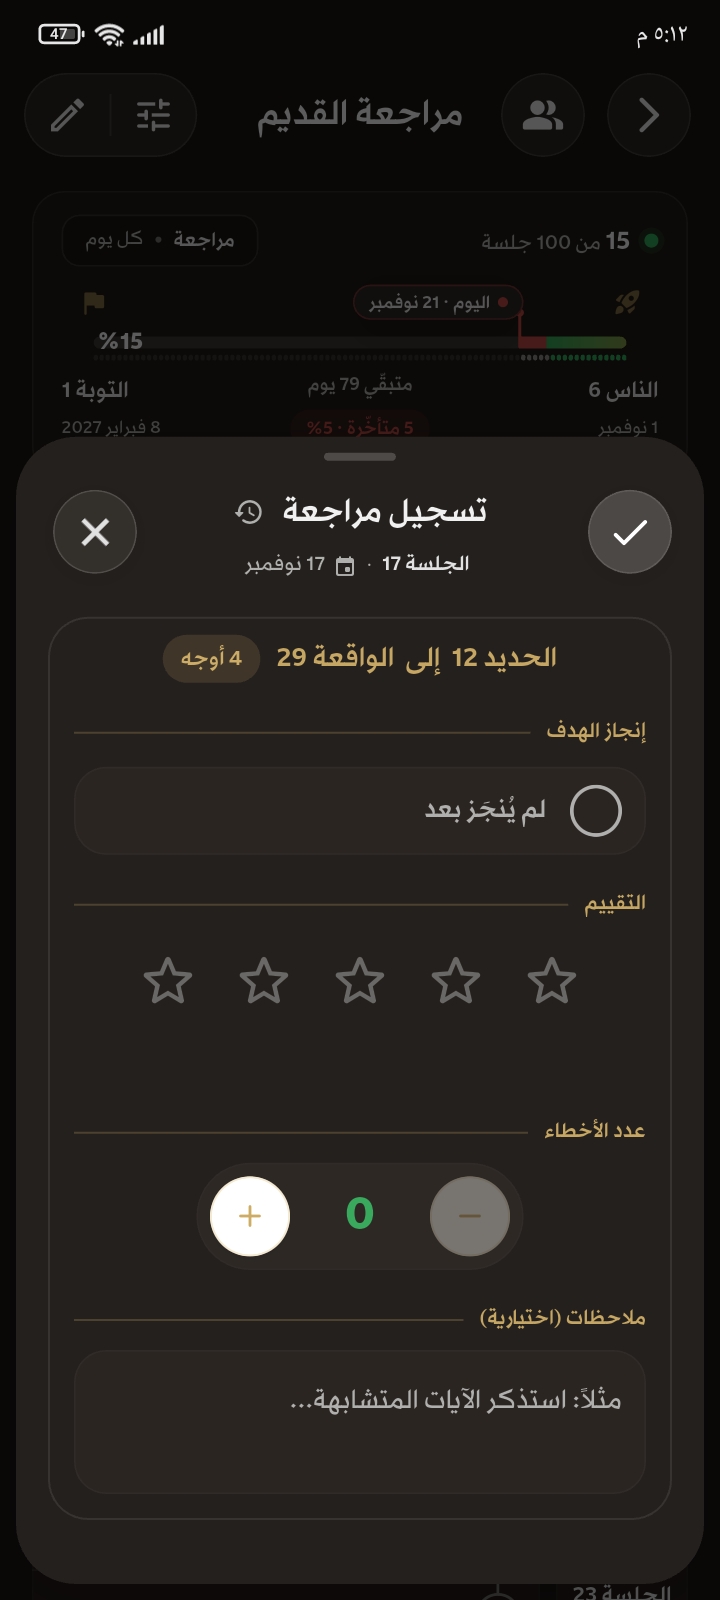 ٥:١٢ م
47
مراجعة القديم
15 من 100 جلسة
مراجعة • كل يوم
اليوم · 21 نوفمبر
%15
الناس 6
متبقّي 79 يوم
التوبة 1
1 نوفمبر
5 متأخّرة · 5%
8 فبراير 2027
تسجيل مراجعة
الجلسة 17 · 17 نوفمبر
الحديد 12 إلى الواقعة 29
4 أوجه
إنجاز الهدف
لم يُنجَز بعد
التقييم
عدد الأخطاء
0
ملاحظات (اختيارية)
مثلاً: استذكر الآيات المتشابهة...
الجلسة 23